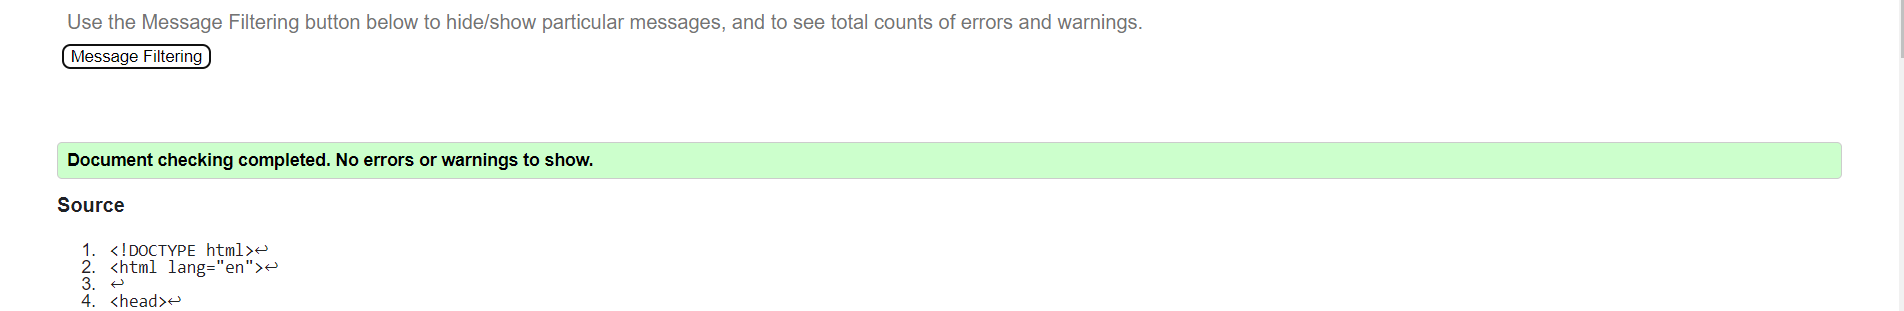 Use the Message Filtering button below to hide/show particular messages, and to see total counts of errors and warnings.
Message Filtering
Document checking completed. No errors or warnings to show.
Source
1. <!DOCTYPE html>↩
2. <html lang="en">↩
3. ↩
4. <head>↩